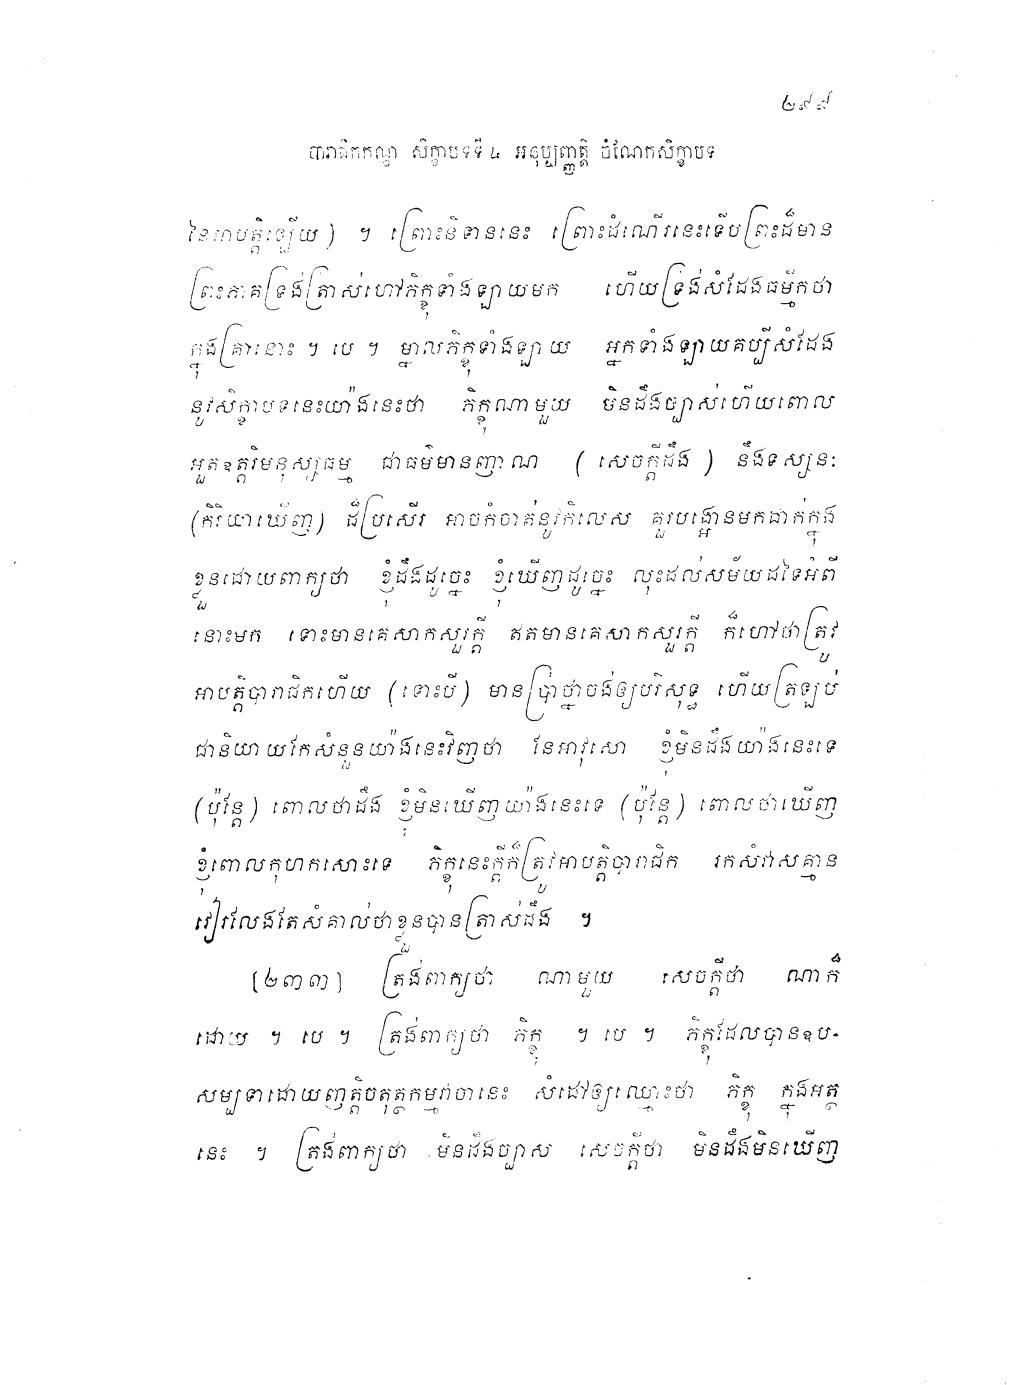 ២៩៩
បារាជិកកណ្ឌ សិក្ខាបទទី ៤ អនុប្បញ្ញត្តិ ចំណែកសិក្ខាបទ
នៃអាបត្តិឡើយ) ។ ព្រោះនិទាននេះ ព្រោះដំណើរនេះទើបព្រះដ៏មាន
ព្រះភាគទ្រង់ត្រាស់ហៅភិក្ខុទាំងឡាយមក ហើយទ្រង់សំដែងធម្មីកថា
ក្នុងគ្រានោះ ។ បេ ។ ម្នាលភិក្ខុទាំងឡាយ អ្នកទាំងឡាយគប្បីសំដែង
នូវសិក្ខាបទនេះយ៉ាងនេះថា ភិក្ខុណាមួយ មិនដឹងច្បាស់ហើយពោល
អួតឧត្តរិមនុស្សធម្ម ជាធម៌មានញាណ (សេចក្តីដឹង) នឹងទស្សនៈ
(កិរិយាឃើញ) ដ៏ប្រសើរ អាចកំចាត់នូវកិលេស គួរបង្អោនមកដាក់ក្នុង
ខ្លួនដោយពាក្យថា ខ្ញុំដឹងដូច្នេះ ខ្ញុំឃើញដូច្នេះ លុះដល់សម័យដទៃអំពី
នោះមក ទោះមានគេសាកសួរក្តី ឥតមានគេសាកសួរក្តី ក៏ហៅថាត្រូវ
អាបត្តិបារាជិកហើយ (ទោះបី) មានប្រាថ្នាចង់ឲ្យបរិសុទ្ធ ហើយត្រឡប់
ជានិយាយកែសំនួនយ៉ាងនេះវិញថា នែអាវុសោ ខ្ញុំមិនដឹងយ៉ាងនេះទេ
(ប៉ុន្តែ) ពោលថាដឹង ខ្ញុំមិនឃើញយ៉ាងនេះទេ (ប៉ុន្តែ) ពោលថាឃើញ
ខ្ញុំពោលកុហកសោះទេ ភិក្ខុនេះក្តីក៏ត្រូវអាបត្តិបារាជិក រកសំវាសគ្មាន
វៀរលែងតែសំគាល់ថាខ្លួនបានត្រាស់ដឹង ។
[២៣៣] ត្រង់ពាក្យថា ណាមួយ សេចក្តីថា ណាក៏
ដោយ ។ បេ ។ ត្រង់ពាក្យថា ភិក្ខុ ។ បេ ។ ភិក្ខុដែលបានឧប-
សម្បទាដោយញត្តិចតុត្ថកម្មវាចានេះ សំដៅឲ្យឈ្មោះថា ភិក្ខុ ក្នុងអត្ថ
នេះ ។ ត្រង់ពាក្យថា មិនដឹងច្បាស់ សេចក្តីថា មិនដឹងមិនឃើញ